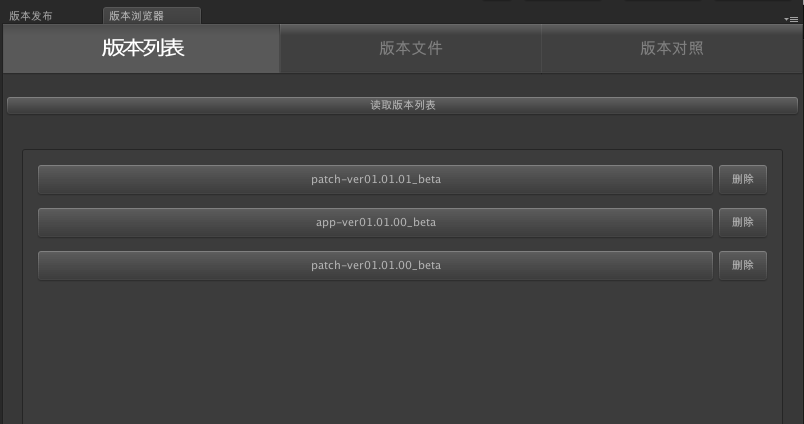 版本发布 版本浏览器
版本列表 版本文件 版本对照
读取版本列表
patch-ver01.01.01_beta 删除
app-ver01.01.00_beta 删除
patch-ver01.01.00_beta 删除